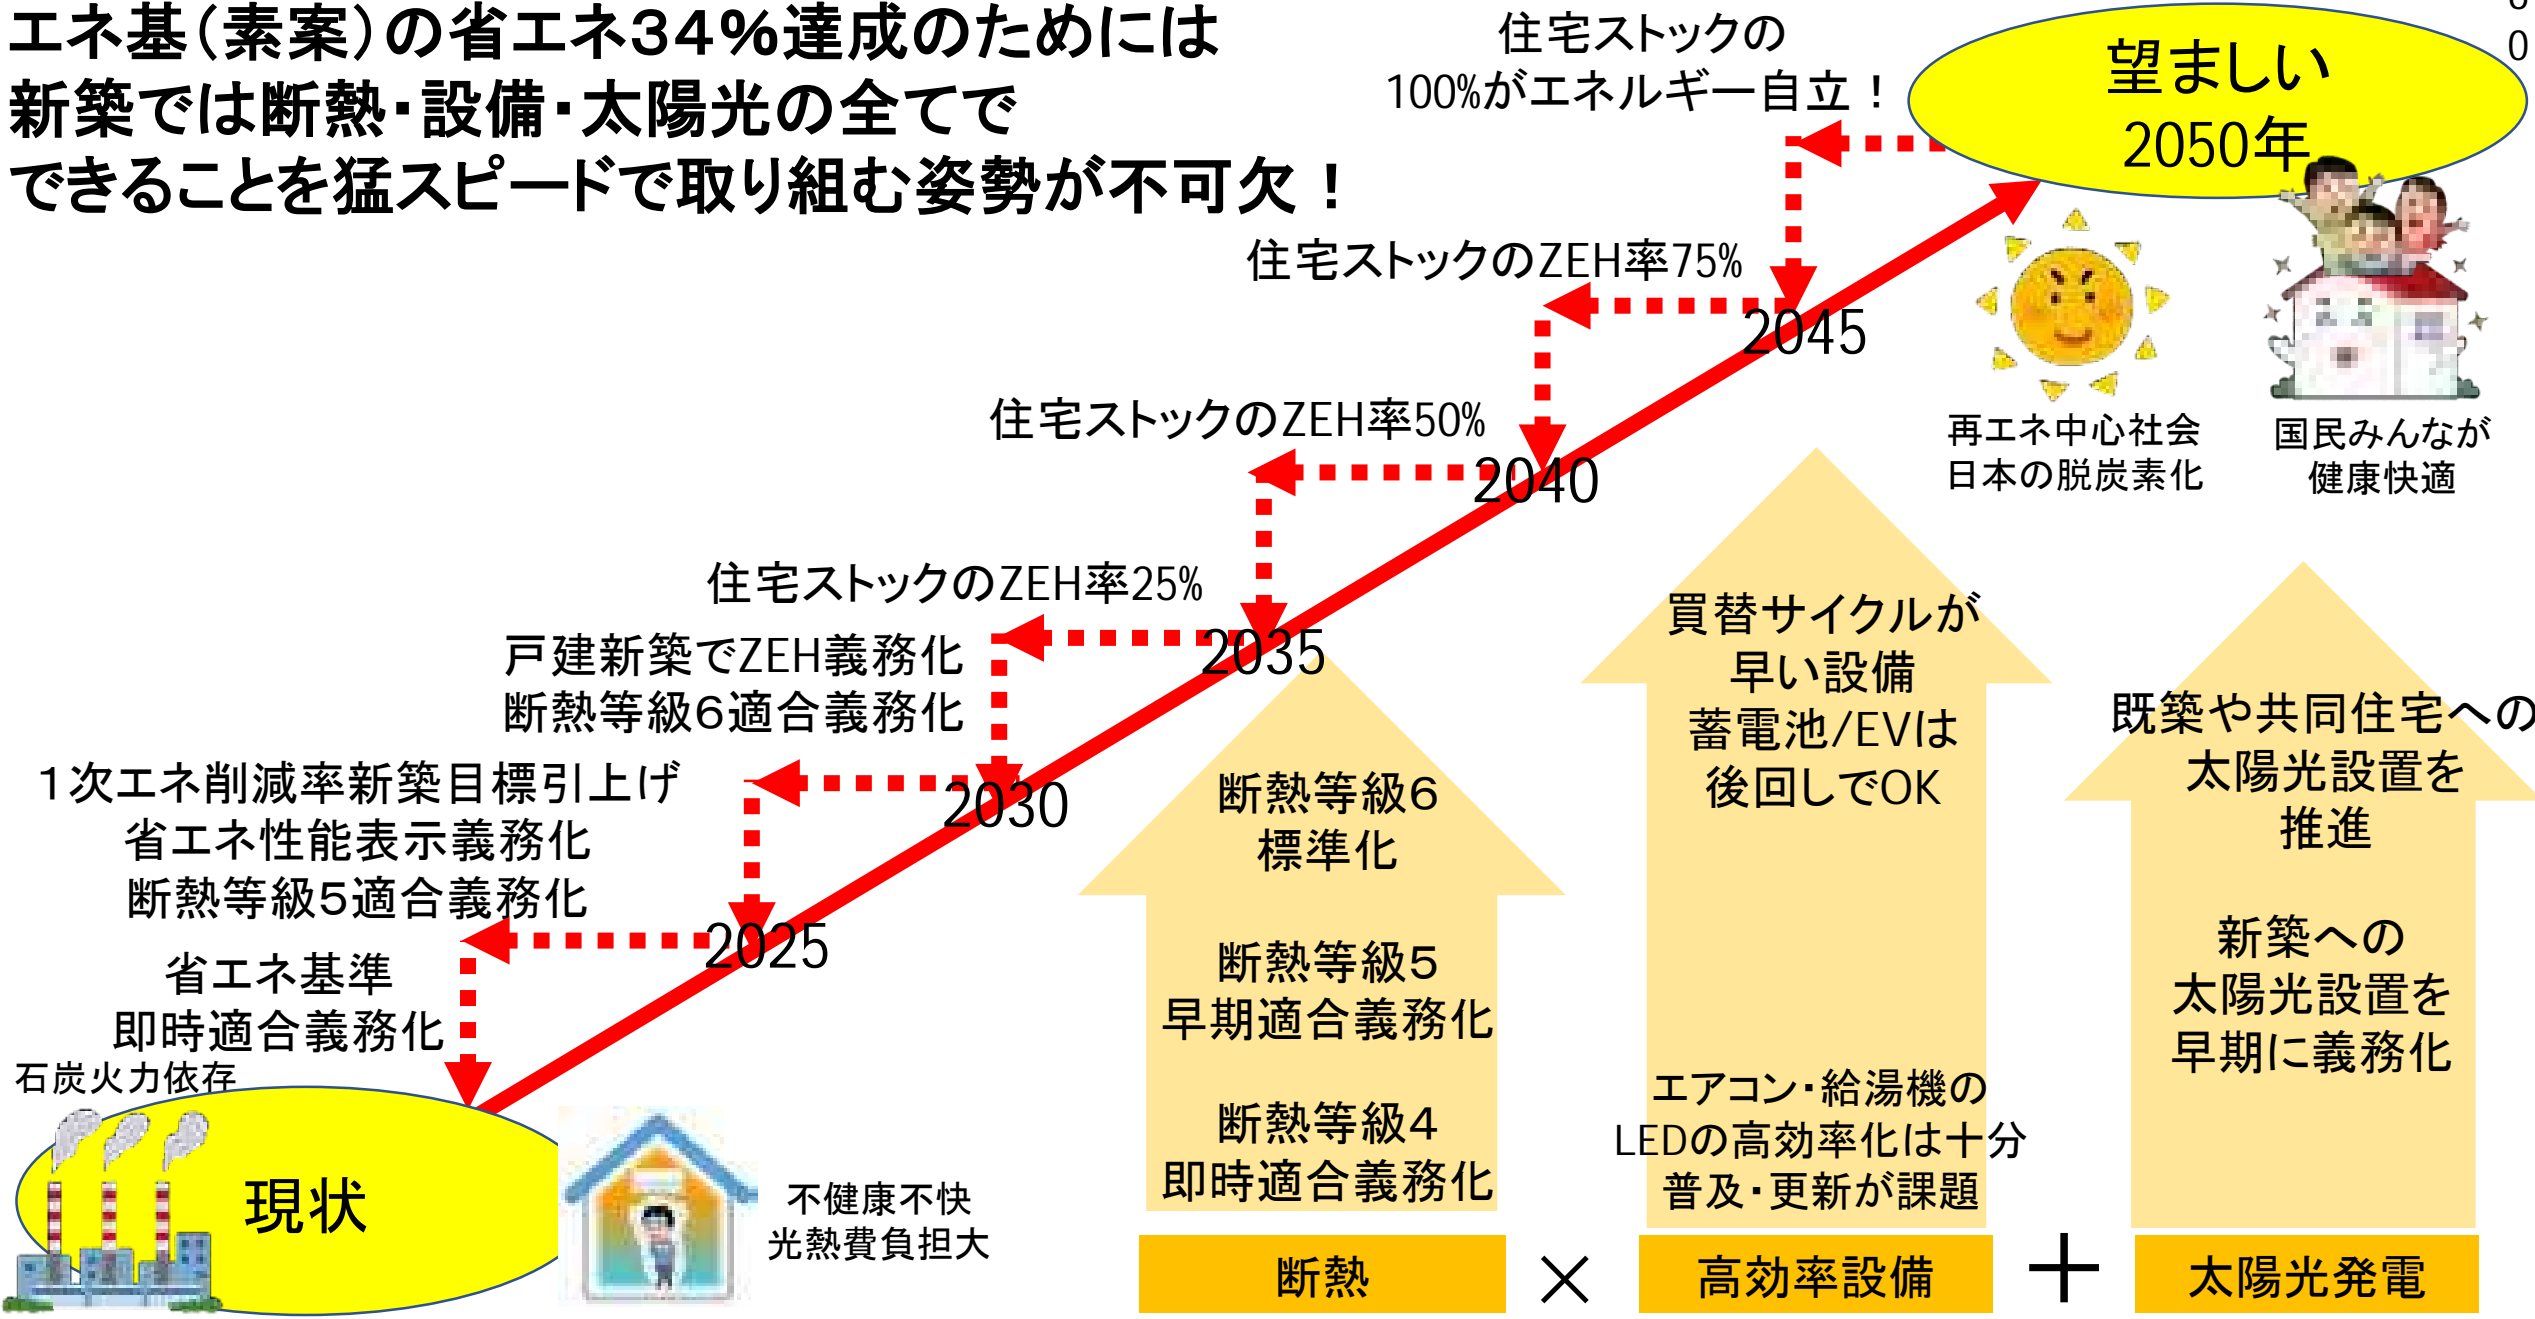 エネ基（素案）の省エネ34%達成のためには
新築では断熱・設備・太陽光の全てで
できることを猛スピードで取り組む姿勢が不可欠！
住宅ストックの
100%がエネルギー自立！
望ましい
2050年
0
住宅ストックのZEH率75%
2045
再エネ中心社会
日本の脱炭素化
国民みんなが
健康快適
住宅ストックのZEH率50%
2040
住宅ストックのZEH率25%
2035
戸建新築でZEH義務化
断熱等級6適合義務化
2030
1次エネ削減率新築目標引上げ
省エネ性能表示義務化
断熱等級5適合義務化
2025
省エネ基準
即時適合義務化
石炭火力依存
現状
不健康不快
光熱費負担大
断熱等級6
標準化
断熱等級5
早期適合義務化
断熱等級4
即時適合義務化
断熱
×
買替サイクルが
早い設備
蓄電池/EVは
後回しでOK
エアコン・給湯機の
LEDの高効率化は十分
普及・更新が課題
高効率設備
＋
既築や共同住宅への
太陽光設置を
推進
新築への
太陽光設置を
早期に義務化
太陽光発電